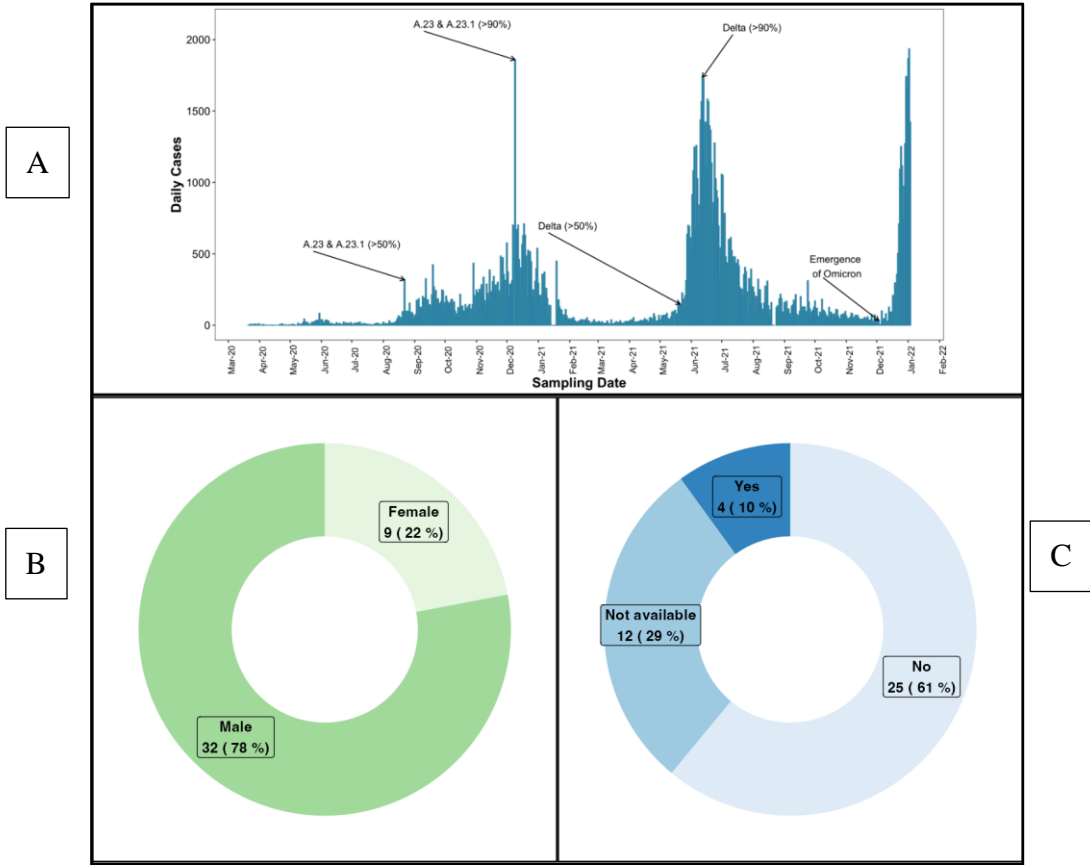 A
Daily Cases
2000
1500
1000
500
0
A.23 & A.23.1 (>90%)
Delta (>90%)
A.23 & A.23.1 (>50%)
Delta (>50%)
Emergence
of Omicron
Mar-20
Apr-20
May-20
Jun-20
Jul-20
Aug-20
Sep-20
Oct-20
Nov-20
Dec-20
Jan-21
Feb-21
Mar-21
Apr-21
May-21
Jun-21
Jul-21
Aug-21
Sep-21
Oct-21
Nov-21
Dec-21
Jan-22
Feb-22
Sampling Date
B
Female
9 ( 22 %)
Male
32 ( 78 %)
C
Yes
4 ( 10 %)
Not available
12 ( 29 %)
No
25 ( 61 %)